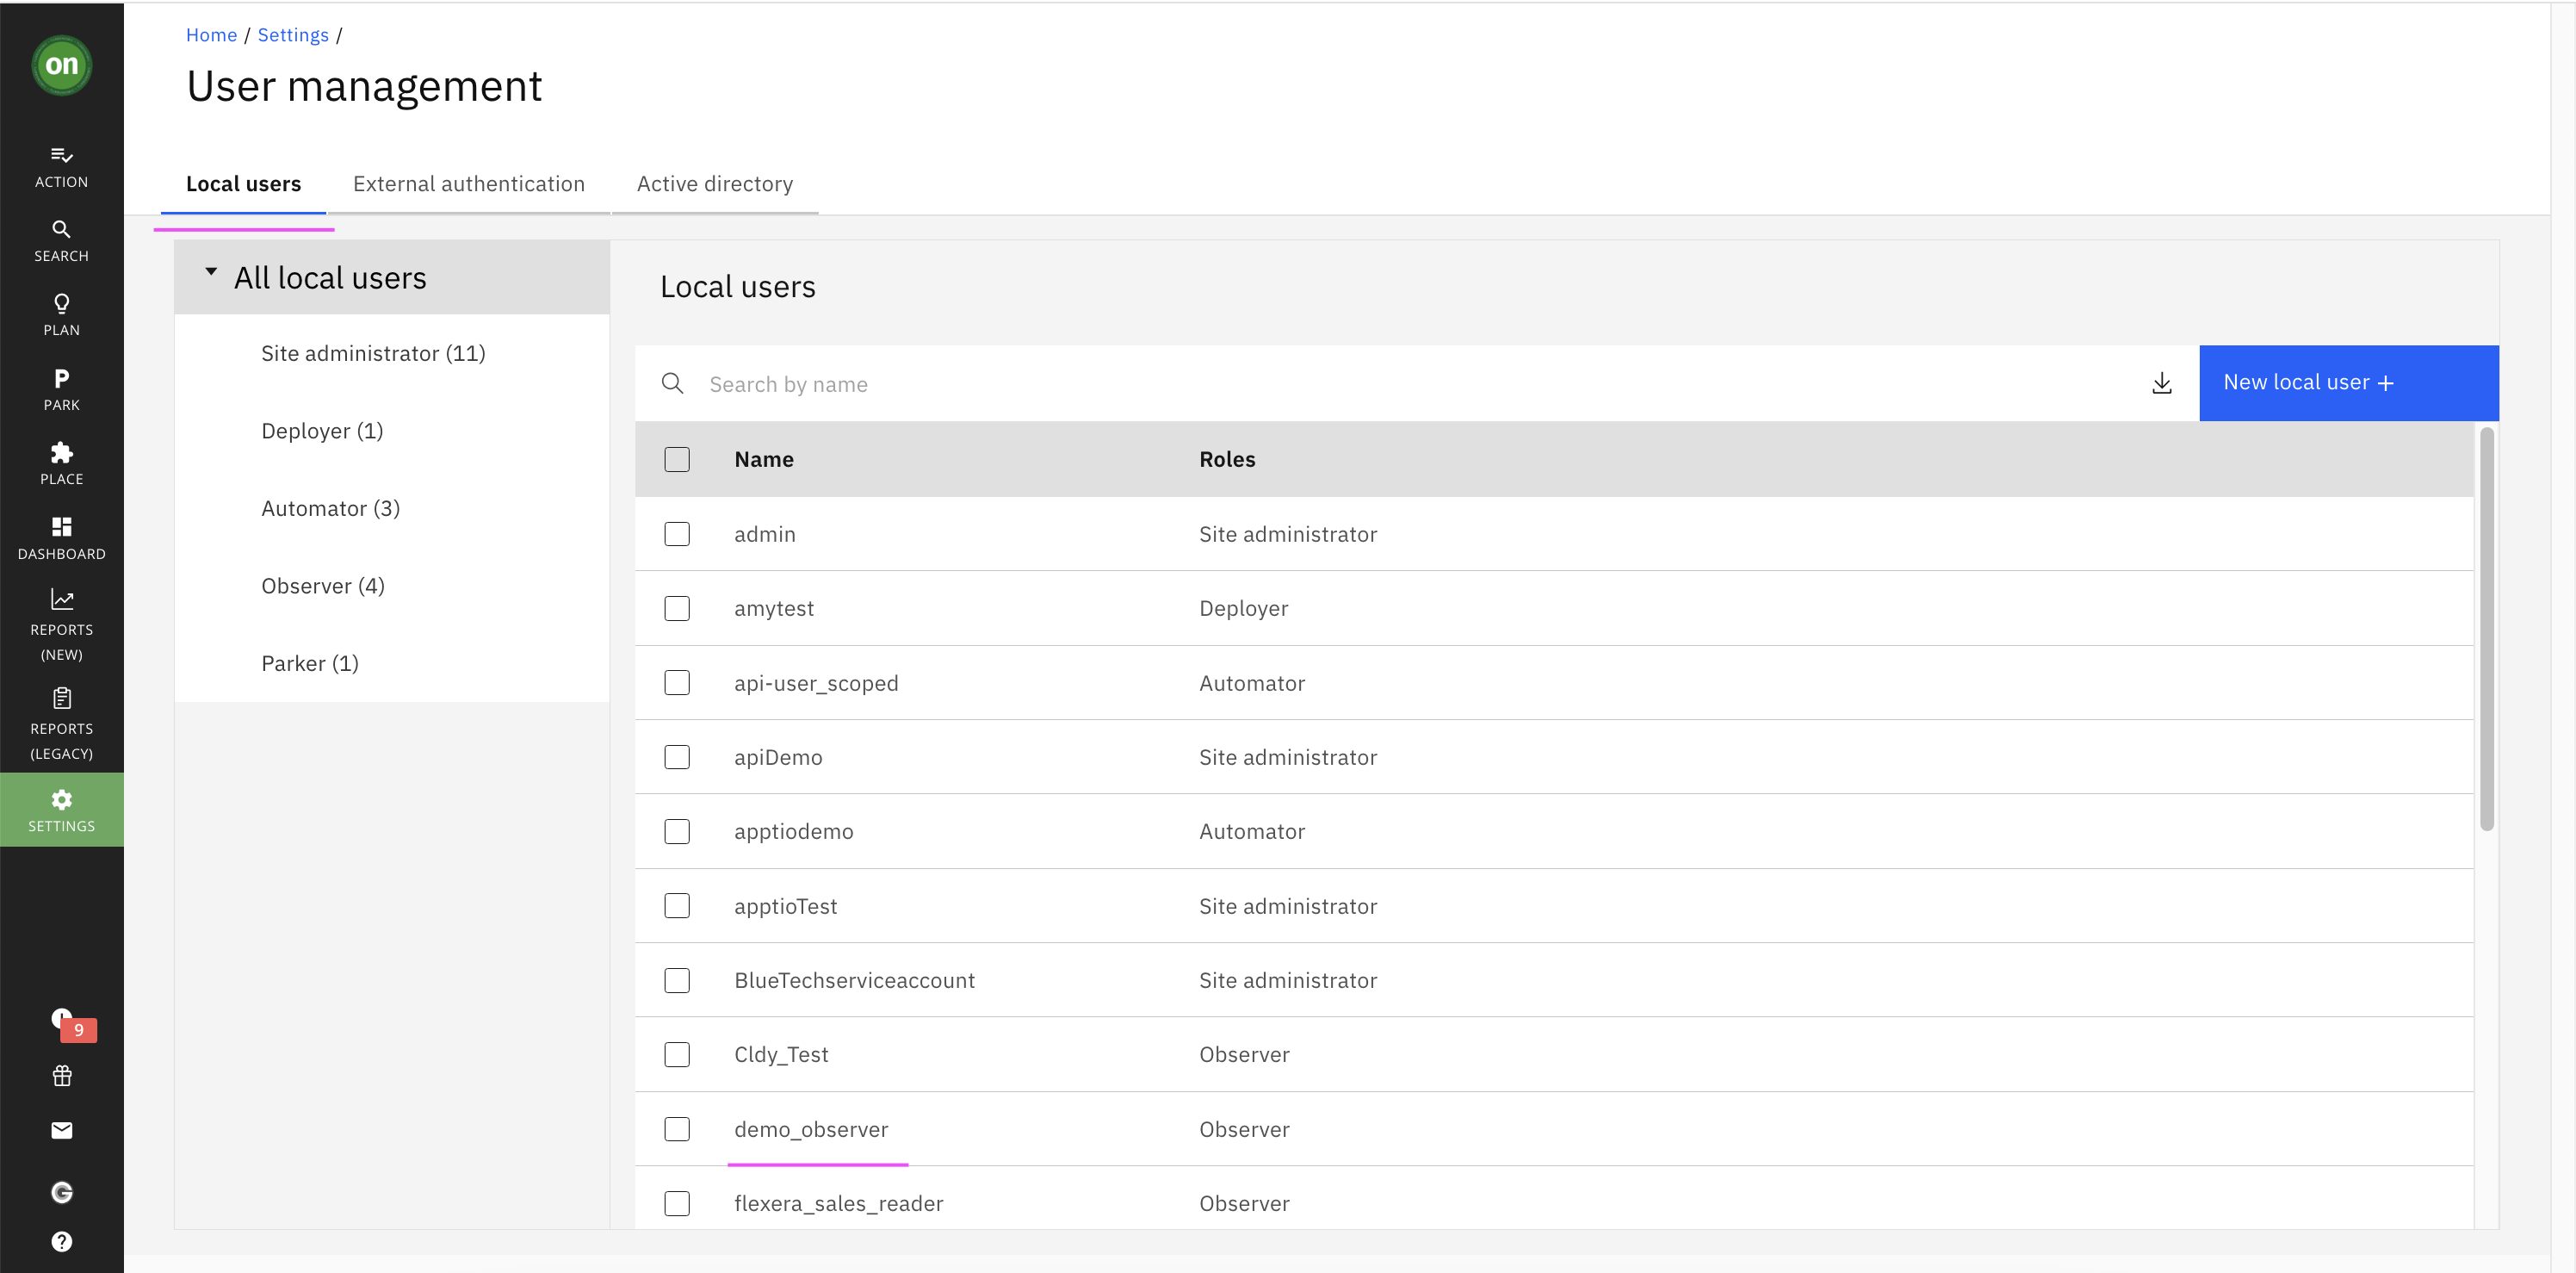 on
ACTION
SEARCH
PLAN
P
PARK
PLACE
DASHBOARD
REPORTS
(NEW)
REPORTS
(LEGACY)
SETTINGS
9
G
?
Home / Settings /
User management
Local users
External authentication
Active directory
All local users
Site administrator (11)
Deployer (1)
Automator (3)
Observer (4)
Parker (1)
Local users
Search by name
New local user +
Name Roles
admin Site administrator
amytest Deployer
api-user_scoped Automator
apiDemo Site administrator
apptiodemo Automator
apptioTest Site administrator
BlueTechserviceaccount Site administrator
Cldy_Test Observer
demo_observer Observer
flexera_sales_reader Observer